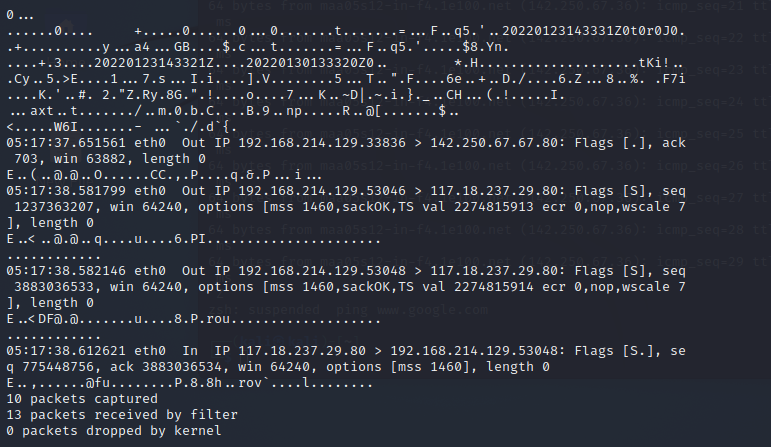 0...
......0....    +.....0......0...0.......t.......=...F..q5.'..20220123143331Z0t0r0J0.
.+..........y...a4...GB....$.c...t.......=...F..q5.'.....$8.Yn.
....+.3....20220123143321Z....20220130133320Z0..          *.H......................tKi!..
.Cy..5.>E....1...7.s...I.i....].V.......5...T.."..F....6e..+..D./....6.Z...8..%. .F7i
....K.'..#. 2."Z.Ry.8G.".!....o....7...K..~D|.~.i.}._..CH...(.!.....I.
...axt..t......./..m.0.b.C....B.9..np.....R..@[.......$..
<.....W6I.......-  ...`./.d`{.
05:17:37.651561 eth0  Out IP 192.168.214.129.33836 > 142.250.67.67.80: Flags [.], ack
703, win 63882, length 0
E..(..@.@..O......CC.,.P....q.&.P...i...
05:17:38.581799 eth0  Out IP 192.168.214.129.53046 > 117.18.237.29.80: Flags [S], seq
1237363207, win 64240, options [mss 1460,sackOK,TS val 2274815913 ecr 0,nop,wscale 7
], length 0
E..<..@.@..q....u....6.PI......................
............
05:17:38.582146 eth0  Out IP 192.168.214.129.53048 > 117.18.237.29.80: Flags [S], seq
3883036533, win 64240, options [mss 1460,sackOK,TS val 2274815914 ecr 0,nop,wscale 7
], length 0
E..<DF@.@.......u....8.P.rou...................
............
05:17:38.612621 eth0  In  IP 117.18.237.29.80 > 192.168.214.129.53048: Flags [S.], se
q 775448756, ack 3883036534, win 64240, options [mss 1460], length 0
E..,......@fu........P.8.8h..rov`....l........
10 packets captured
13 packets received by filter
0 packets dropped by kernel